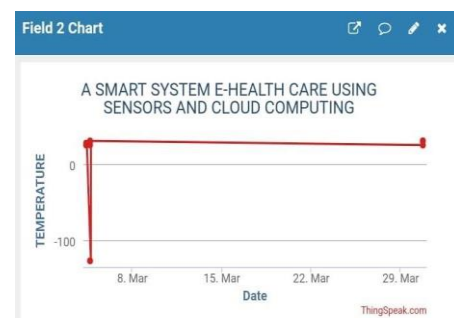 Field 2 Chart
A SMART SYSTEM E-HEALTH CARE USING
SENSORS AND CLOUD COMPUTING
TEMPERATURE
0
-100
8. Mar 15. Mar 22. Mar 29. Mar
Date
ThingSpeak.com